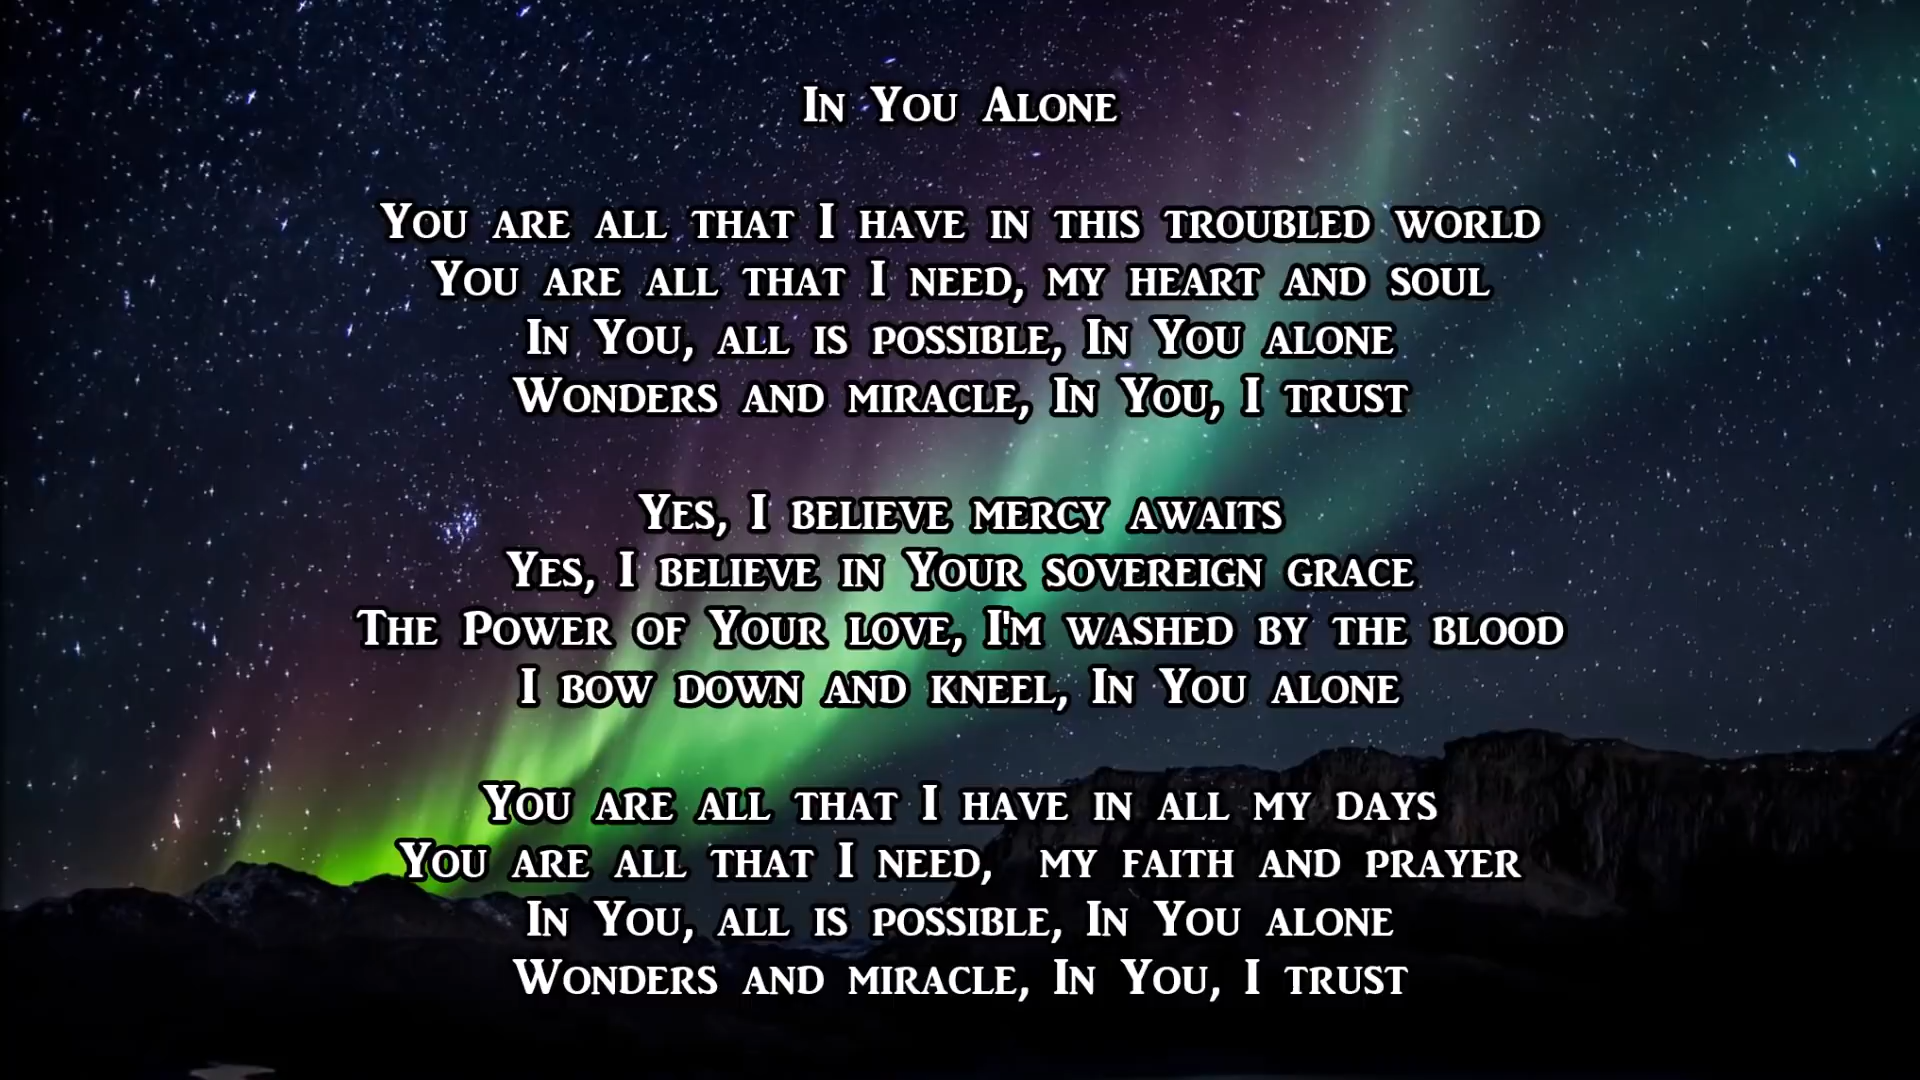 In You Alone
You are all that I have in this troubled world
You are all that I need, my heart and soul
In You, all is possible, In You alone
Wonders and miracle, In You, I trust
Yes, I believe mercy awaits
Yes, I believe in Your sovereign grace
The Power of Your love, I'm washed by the blood
I bow down and kneel, In You alone
You are all that I have in all my days
You are all that I need,  my faith and prayer
In You, all is possible, In You alone
Wonders and miracle, In You, I trust